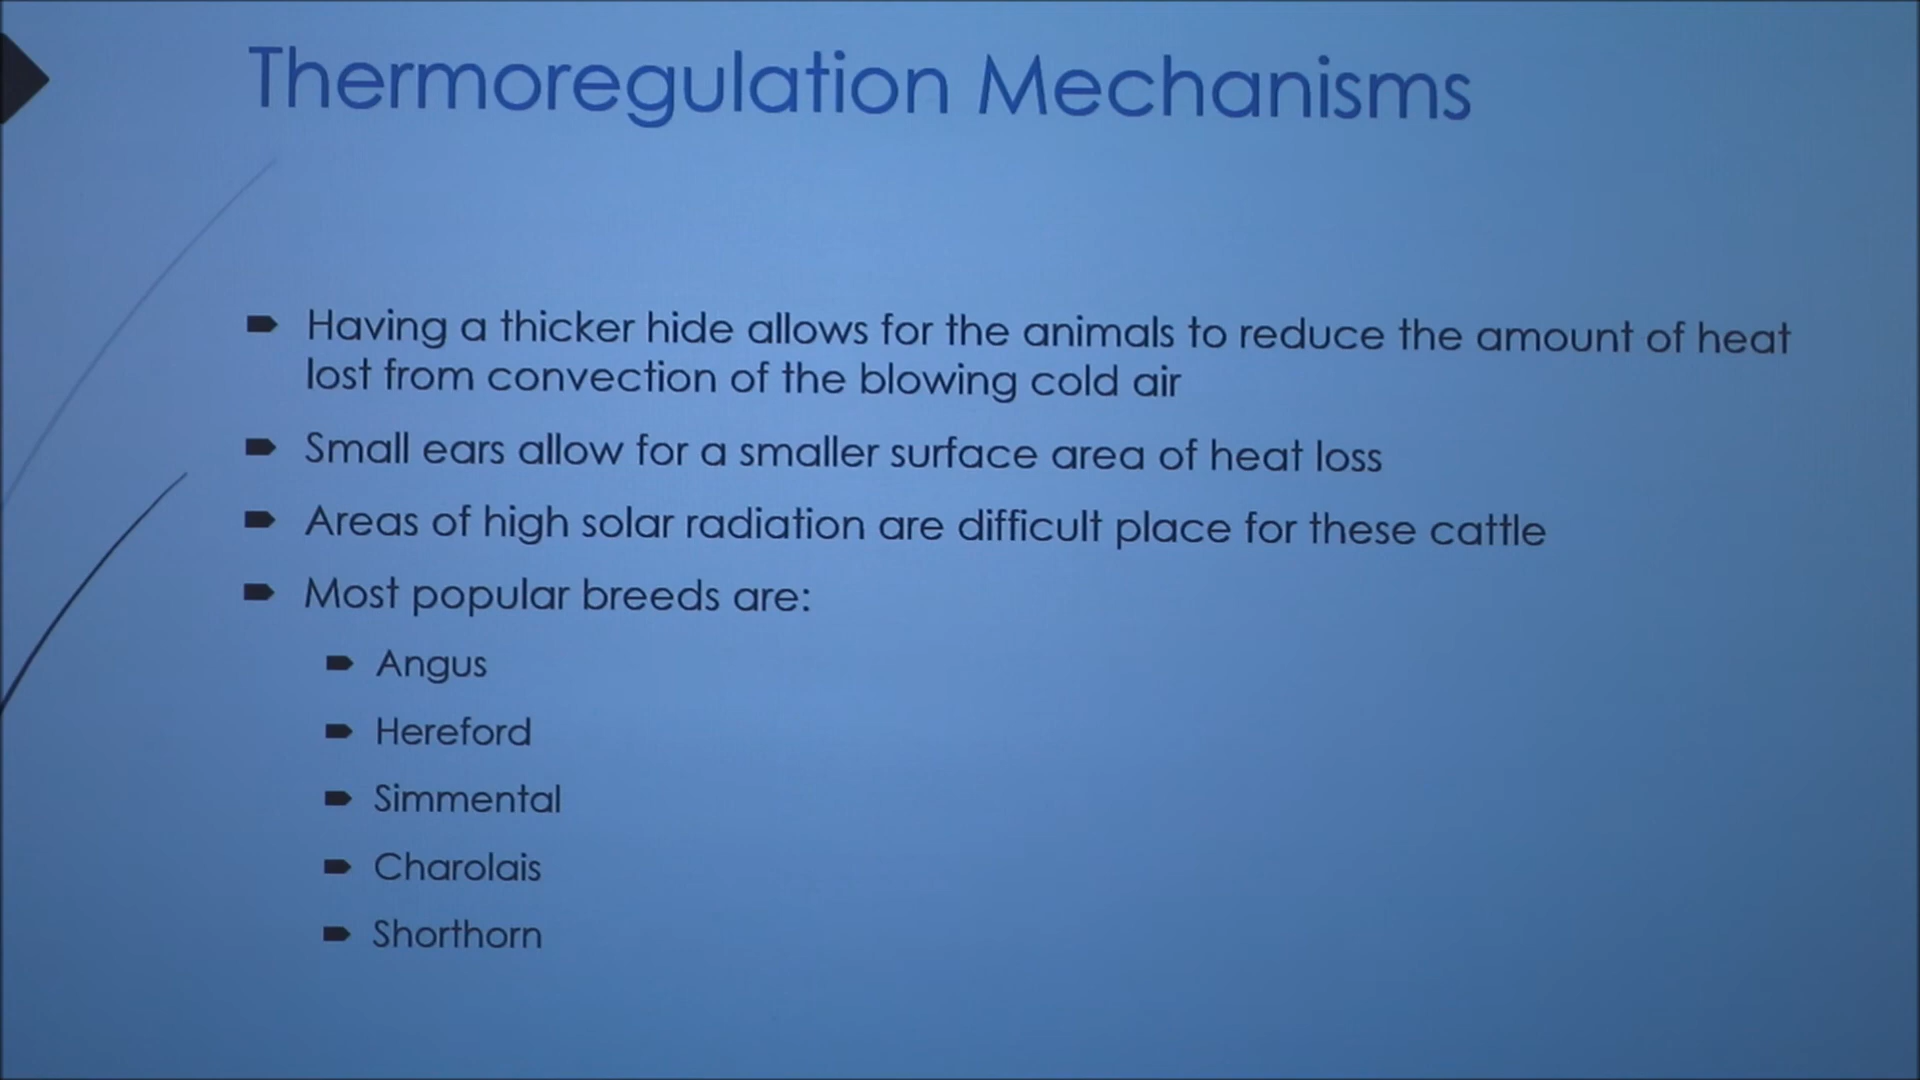 Thermoregulation Mechanisms
Having a thicker hide allows for the animals to reduce the amount of heat
lost from convection of the blowing cold air
Small ears allow for a smaller surface area of heat loss
Areas of high solar radiation are difficult place for these cattle
Most popular breeds are:
Angus
Hereford
Simmental
Charolais
Shorthorn